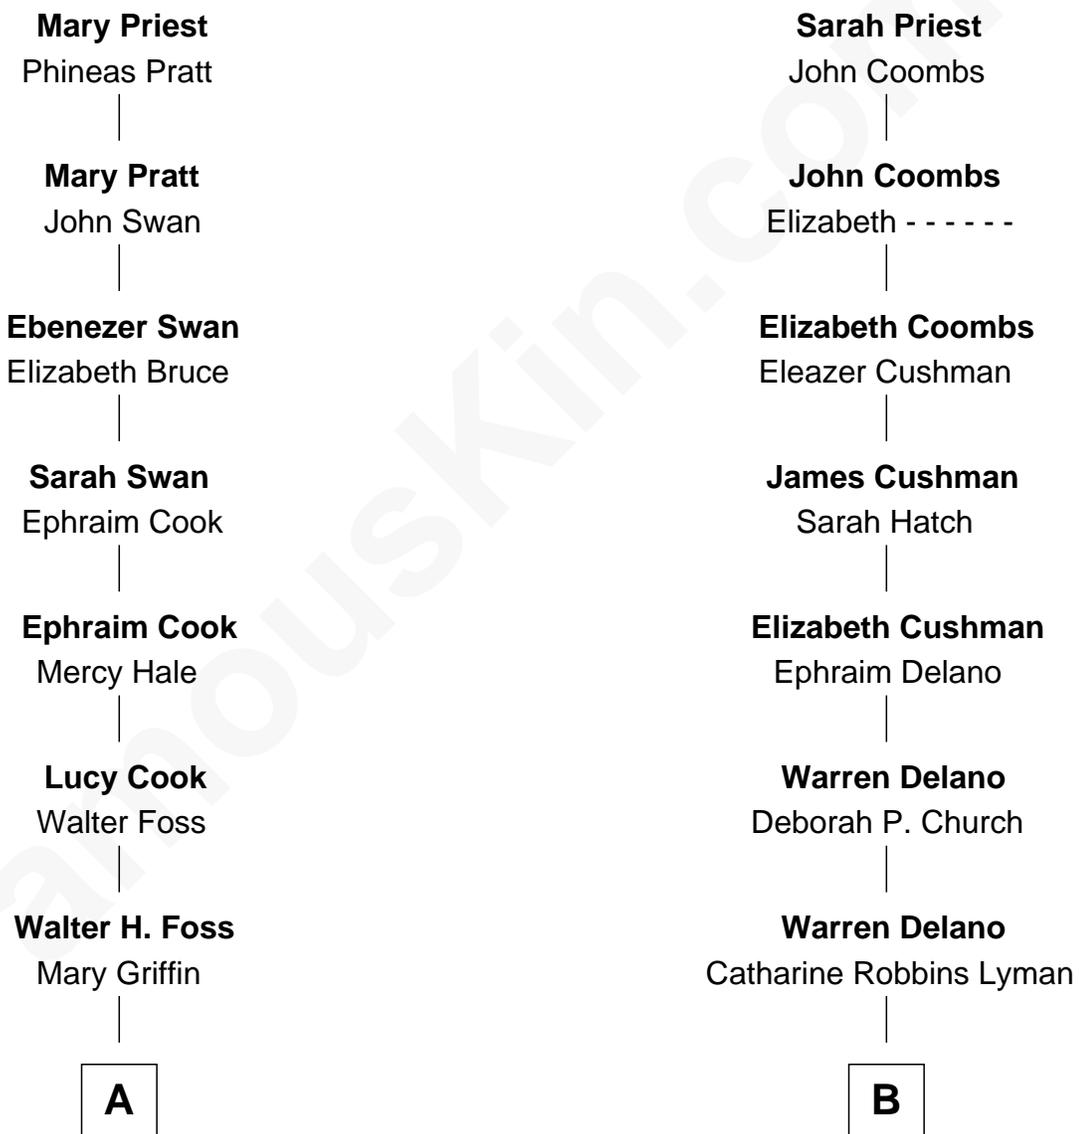 Mary Priest
Phineas Pratt
Mary Pratt
John Swan
Ebenezer Swan
Elizabeth Bruce
Sarah Swan
Ephraim Cook
Ephraim Cook
Mercy Hale
Lucy Cook
Walter Foss
Walter H. Foss
Mary Griffin
A
Sarah Priest
John Coombs
John Coombs
Elizabeth - - - - - -
Elizabeth Coombs
Eleazer Cushman
James Cushman
Sarah Hatch
Elizabeth Cushman
Ephraim Delano
Warren Delano
Deborah P. Church
Warren Delano
Catharine Robbins Lyman
B
amouskin.com